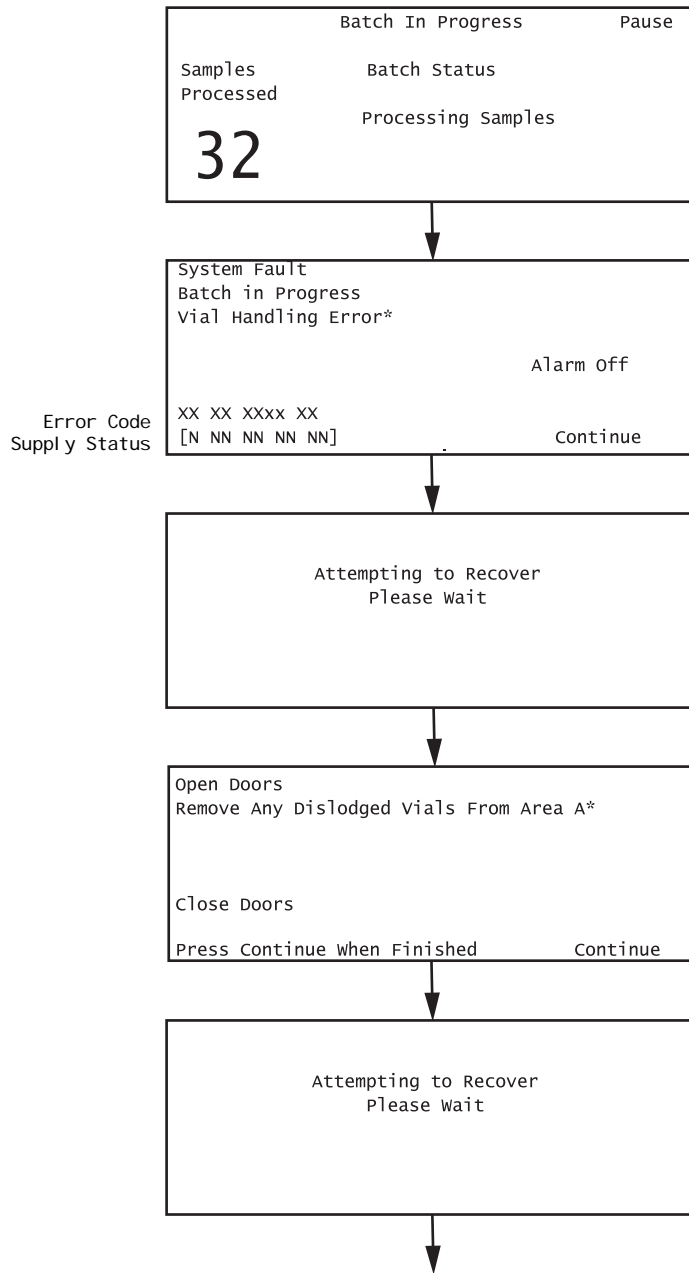 Batch In Progress Pause
Samples Batch Status
Processed
Processing Samples
32
System Fault
Batch in Progress
Vial Handling Error*
Alarm Off
Error Code XX XX XXxx XX
Supply Status [N NN NN NN NN] . Continue
Attempting to Recover
Please Wait
Open Doors
Remove Any Dislodged Vials From Area A*
Close Doors
Press Continue When Finished Continue
Attempting to Recover
Please Wait